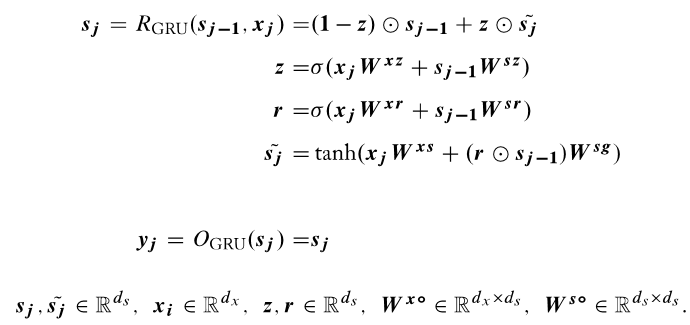 s_j = R_GRU(s_{j−1}, x_j) =(1 − z) ⊙ s_{j−1} + z ⊙ s̃_j
z =σ(x_j W^{xz} + s_{j−1} W^{sz})
r =σ(x_j W^{xr} + s_{j−1} W^{sr})
s̃_j =tanh(x_j W^{xs} + (r ⊙ s_{j−1})W^{sg})
y_j = O_GRU(s_j) =s_j
s_j, s̃_j ∈ ℝ^{d_s}, x_i ∈ ℝ^{d_x}, z, r ∈ ℝ^{d_s}, W^{x∘} ∈ ℝ^{d_x×d_s}, W^{s∘} ∈ ℝ^{d_s×d_s}.